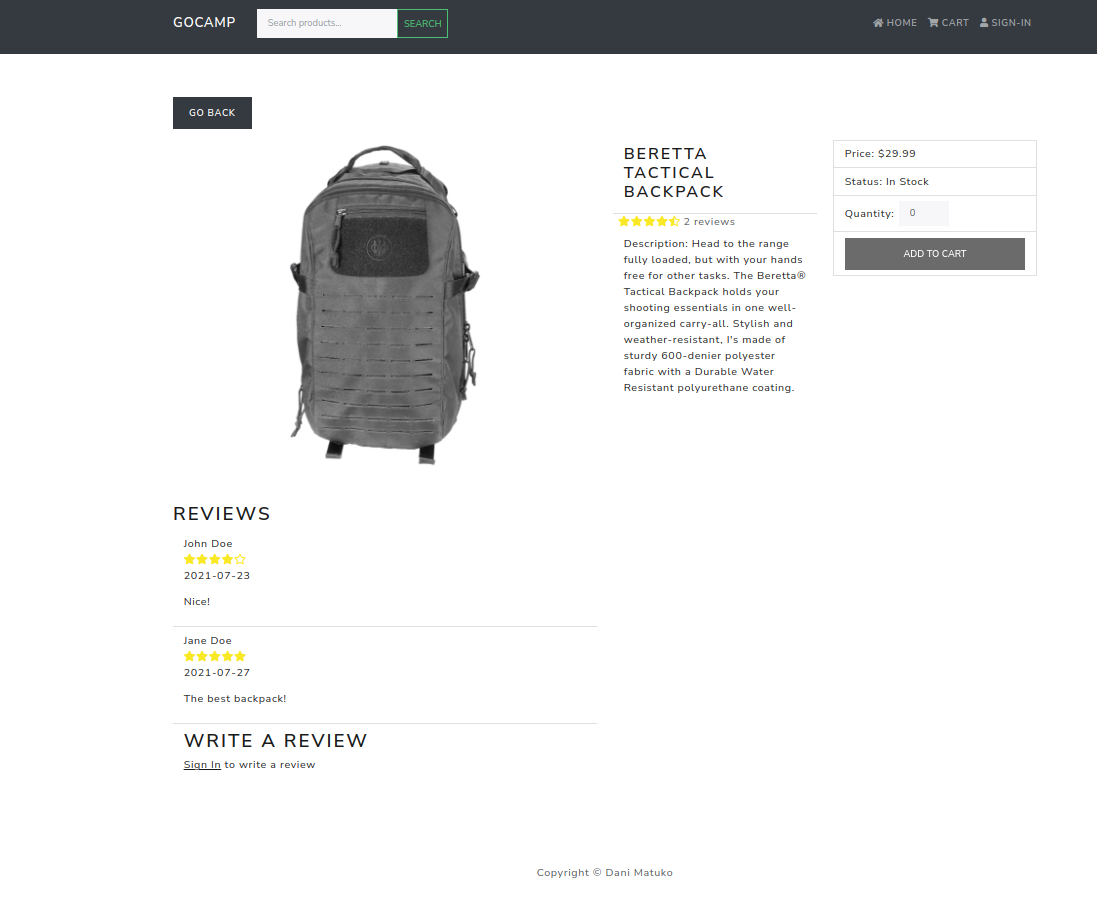 GOCAMP
Search products...
SEARCH
HOME
CART
SIGN-IN
GO BACK
BERETTA
TACTICAL
BACKPACK
2 reviews
Description: Head to the range
fully loaded, but with your hands
free for other tasks. The Beretta®
Tactical Backpack holds your
shooting essentials in one well-
organized carry-all. Stylish and
weather-resistant, I's made of
sturdy 600-denier polyester
fabric with a Durable Water
Resistant polyurethane coating.
Price: $29.99
Status: In Stock
Quantity: 0
ADD TO CART
REVIEWS
John Doe
2021-07-23
Nice!
Jane Doe
2021-07-27
The best backpack!
WRITE A REVIEW
Sign In to write a review
Copyright © Dani Matuko